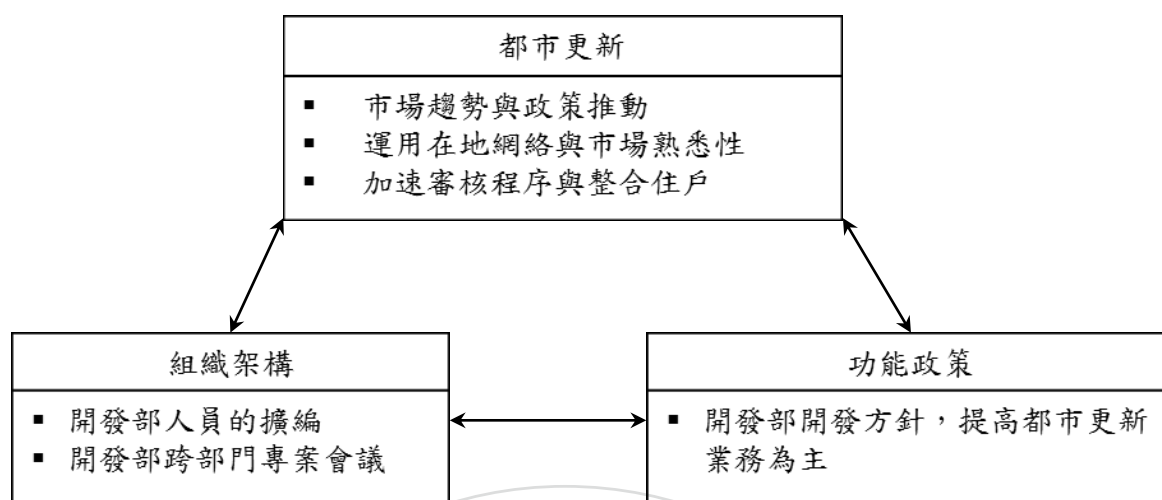 都市更新
▪ 市場趨勢與政策推動
▪ 運用在地網絡與市場熟悉性
▪ 加速審核程序與整合住戶
組織架構
▪ 開發部人員的擴編
▪ 開發部跨部門專案會議
功能政策
▪ 開發部開發方針，提高都市更新
業務為主